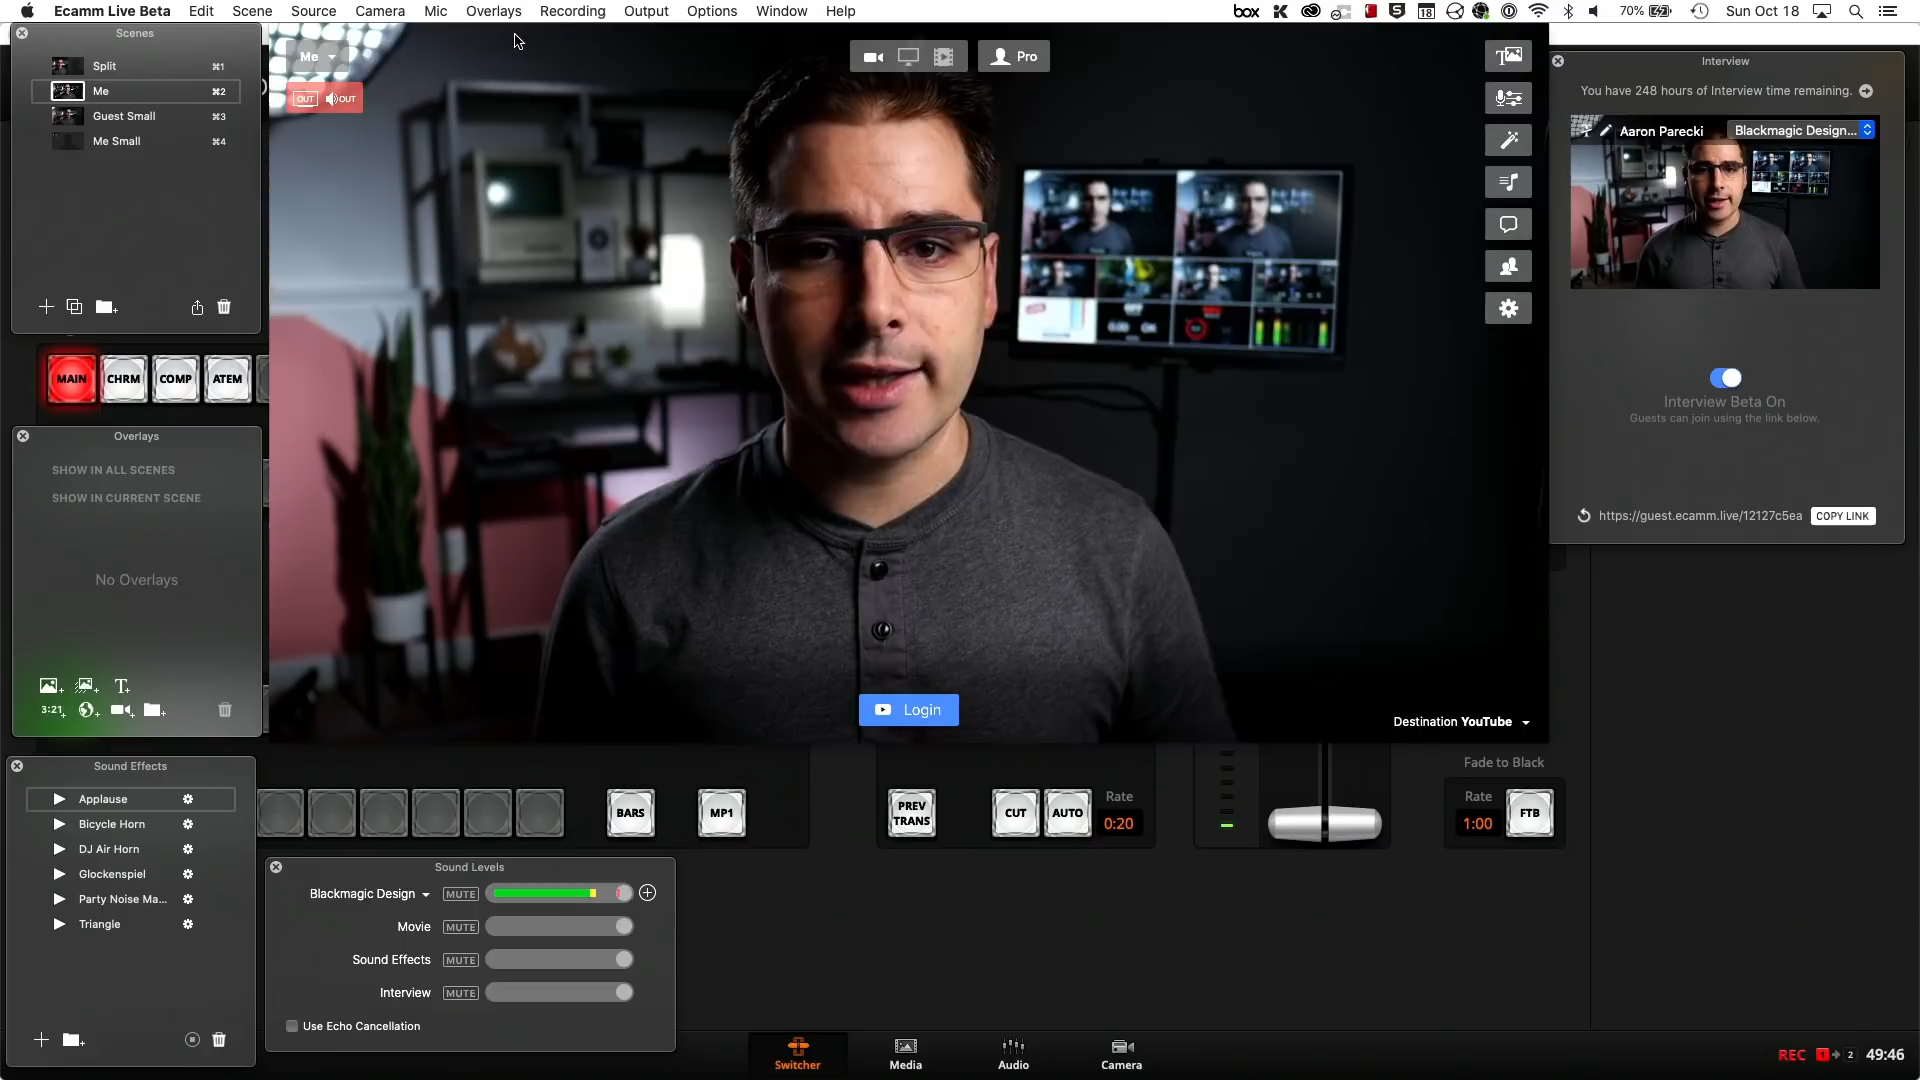 Ecamm Live Beta Edit Scene Source Camera Mic Overlays Recording Output Options Window Help
box 18 70% Sun Oct 18
Scenes
Split ⌘1
Me ⌘2
Guest Small ⌘3
Me Small ⌘4
Me
OUT OUT
Pro
Interview
You have 248 hours of Interview time remaining.
Aaron Parecki
Blackmagic Design...
Interview Beta On
Guests can join using the link below.
https://guest.ecamm.live/12127c5ea
COPY LINK
MAIN
CHRM
COMP
ATEM
Overlays
SHOW IN ALL SCENES
SHOW IN CURRENT SCENE
No Overlays
3:21
Login
Destination YouTube
Sound Effects
Applause
Bicycle Horn
DJ Air Horn
Glockenspiel
Party Noise Ma...
Triangle
BARS
MP1
PREV
TRANS
CUT
AUTO
Rate
0:20
Fade to Black
Rate
1:00
FTB
Sound Levels
Blackmagic Design MUTE
Movie MUTE
Sound Effects MUTE
Interview MUTE
Use Echo Cancellation
Switcher
Media
Audio
Camera
REC 1 2 49:46